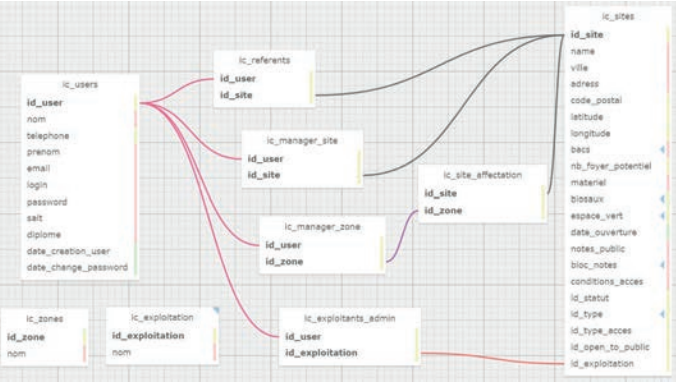 ic_users
id_user
nom
telephone
prenom
email
login
password
salt
diplome
date_creation_user
date_change_password
ic_referents
id_user
id_site
ic_manager_site
id_user
id_site
ic_manager_zone
id_user
id_zone
ic_site_affectation
id_site
id_zone
ic_sites
id_site
name
ville
adress
code_postal
latitude
longitude
bacs
nb_foyer_potentiel
materiel
biosaux
espace_vert
date_ouverture
notes_public
bloc_notes
conditions_acces
id_statut
id_type
id_type_acces
id_open_to_public
id_exploitation
ic_zones
id_zone
nom
ic_exploitation
id_exploitation
nom
ic_exploitants_admin
id_user
id_exploitation